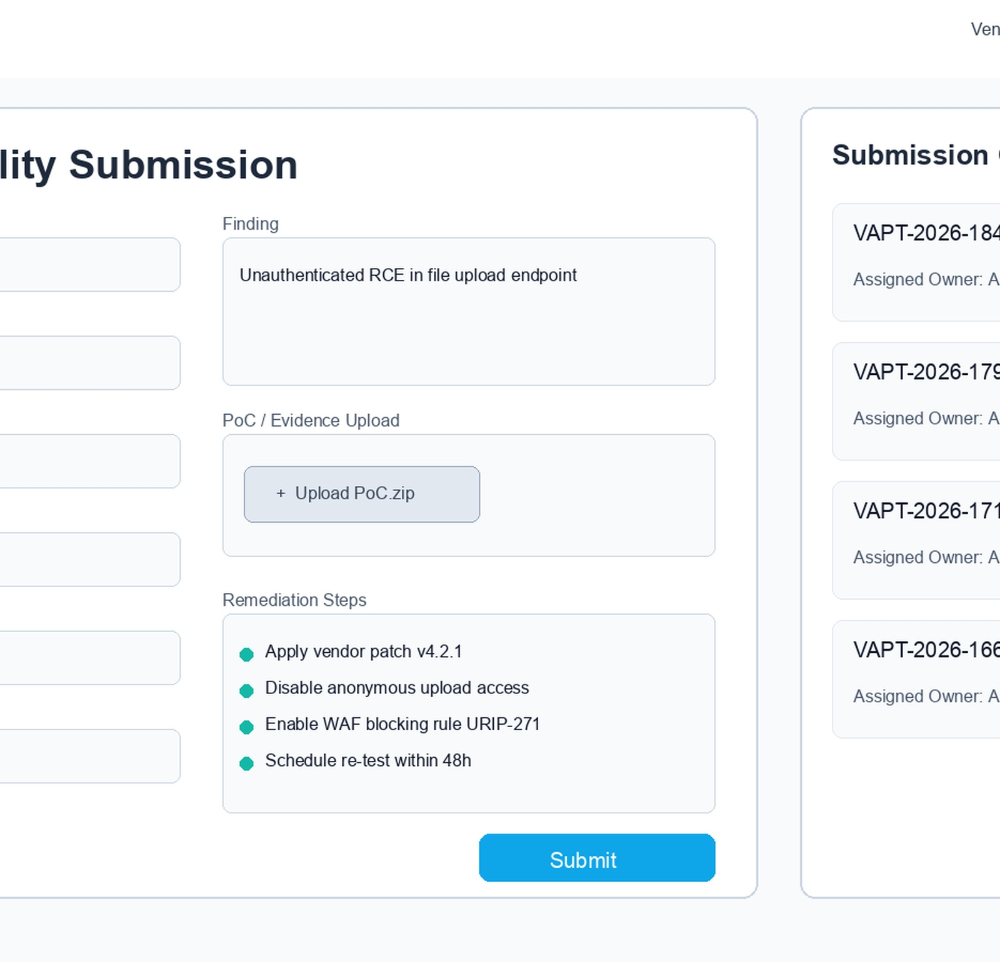 Ven
lity Submission
Finding
Unauthenticated RCE in file upload endpoint
PoC / Evidence Upload
+ Upload PoC.zip
Remediation Steps
Apply vendor patch v4.2.1
Disable anonymous upload access
Enable WAF blocking rule URIP-271
Schedule re-test within 48h
Submit
Submission
VAPT-2026-184
Assigned Owner: A
VAPT-2026-179
Assigned Owner: A
VAPT-2026-171
Assigned Owner: A
VAPT-2026-166
Assigned Owner: A